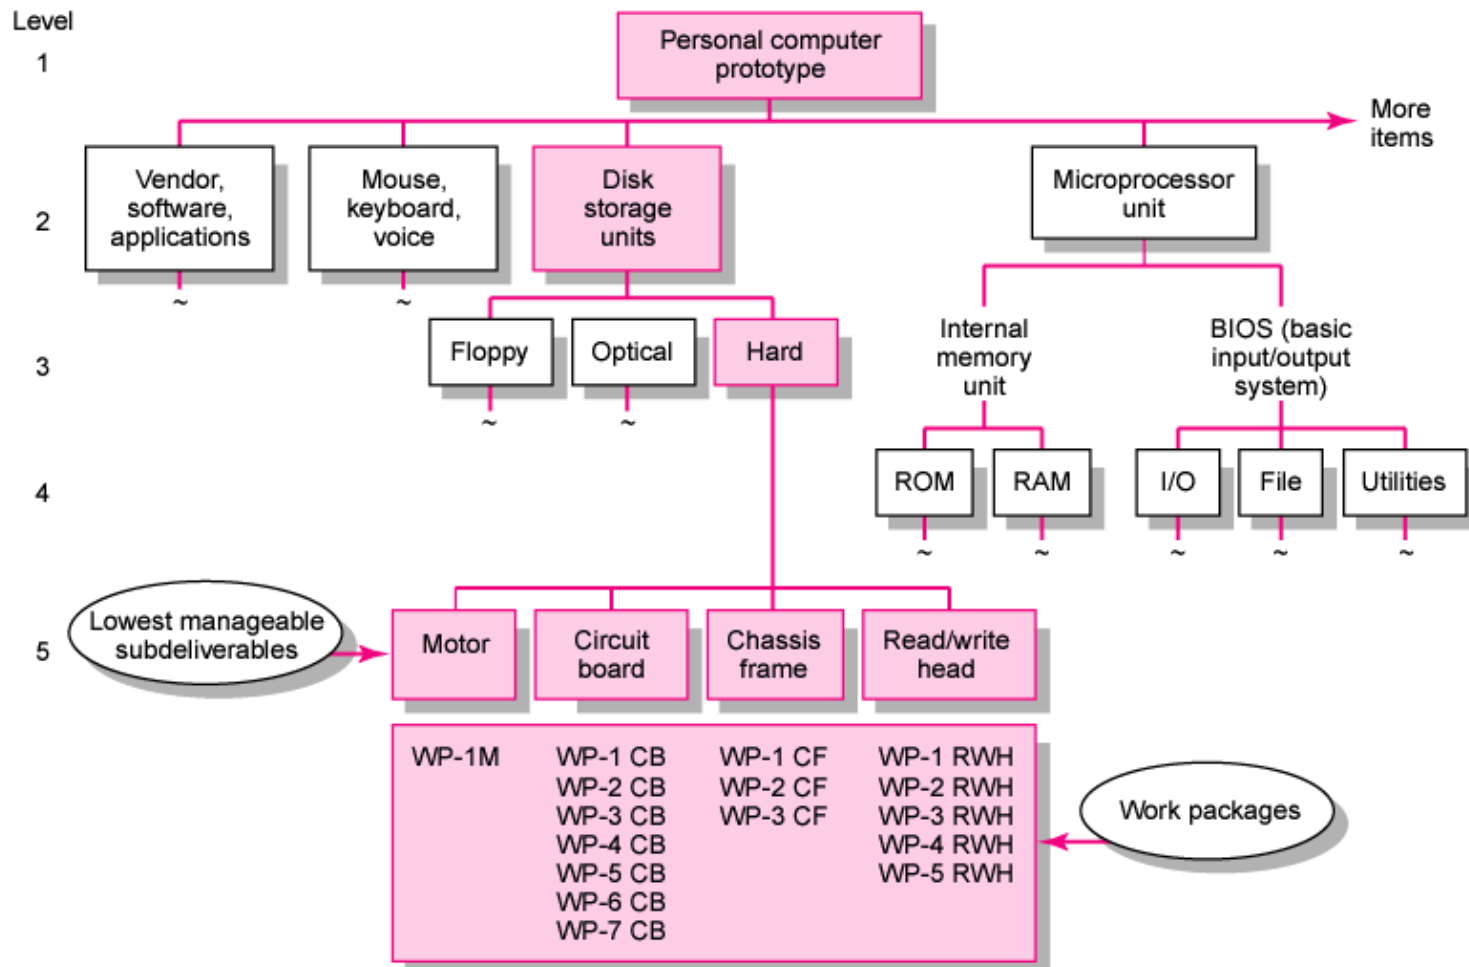 Level
1
Personal computer
prototype
More
items
2
Vendor,
software,
applications
Mouse,
keyboard,
voice
Disk
storage
units
Microprocessor
unit
~
~
3
Floppy
Optical
Hard
Internal
memory
unit
BIOS (basic
input/output
system)
~
~
4
ROM
RAM
I/O
File
Utilities
~
~
~
~
~
Lowest manageable
subdeliverables
5
Motor
Circuit
board
Chassis
frame
Read/write
head
WP-1M
WP-1 CB
WP-2 CB
WP-3 CB
WP-4 CB
WP-5 CB
WP-6 CB
WP-7 CB
WP-1 CF
WP-2 CF
WP-3 CF
WP-1 RWH
WP-2 RWH
WP-3 RWH
WP-4 RWH
WP-5 RWH
Work packages